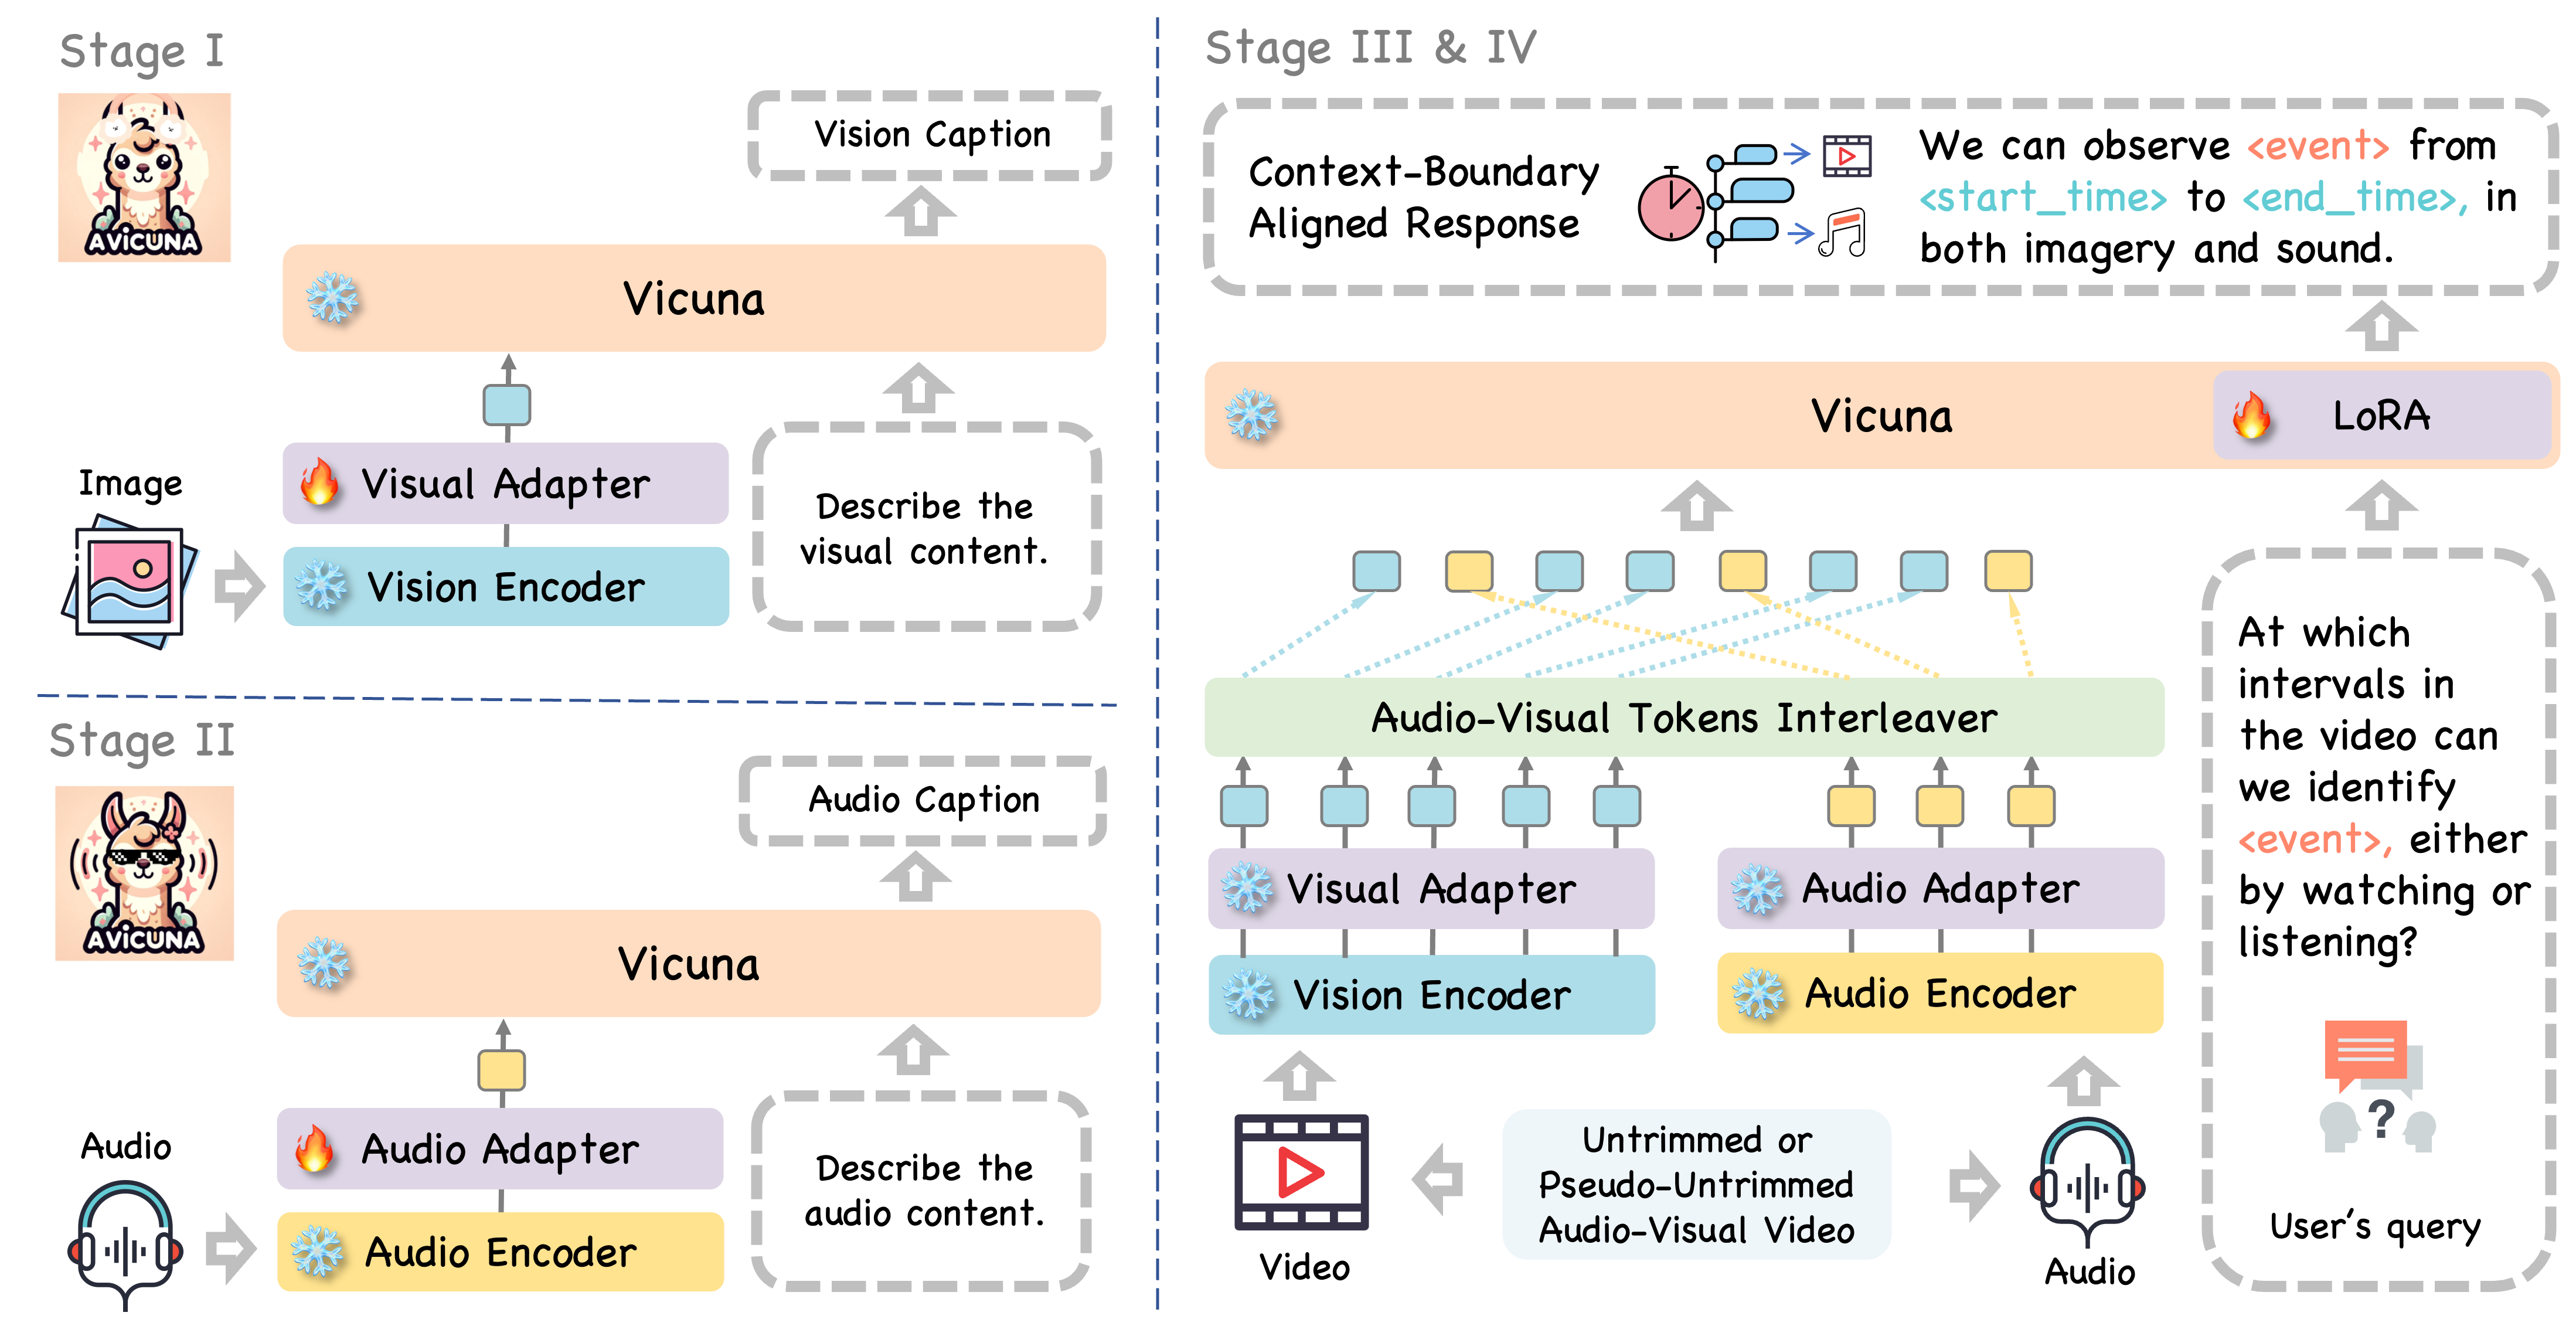 Stage I
AVICUNA
Vision Caption
Vicuna
Image
Visual Adapter
Vision Encoder
Describe the
visual content.
Stage II
AVICUNA
Audio Caption
Vicuna
Audio
Audio Adapter
Audio Encoder
Describe the
audio content.
Stage III & IV
Context-Boundary
Aligned Response
We can observe <event> from
<start_time> to <end_time>, in
both imagery and sound.
Vicuna
LoRA
Audio-Visual Tokens Interleaver
Visual Adapter
Audio Adapter
Vision Encoder
Audio Encoder
Video
Untrimmed or
Pseudo-Untrimmed
Audio-Visual Video
Audio
At which
intervals in
the video can
we identify
<event>, either
by watching or
listening?
?
User's query